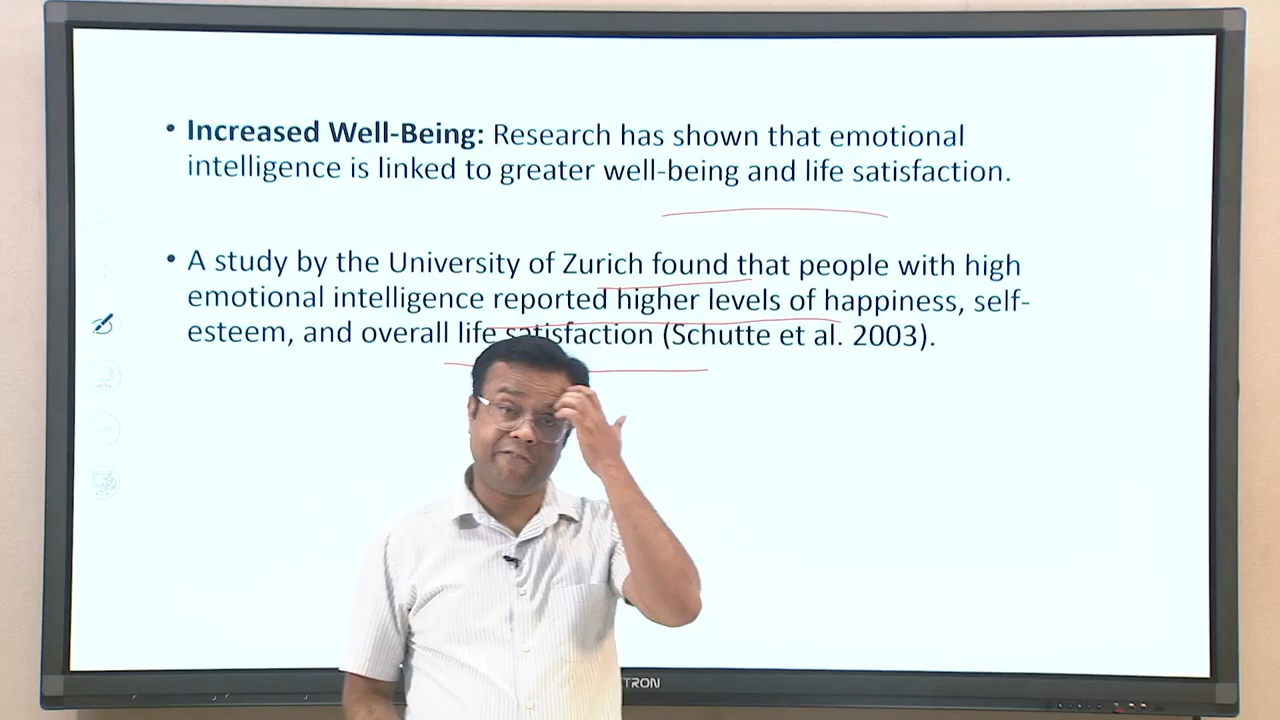 • Increased Well-Being: Research has shown that emotional
intelligence is linked to greater well-being and life satisfaction.
• A study by the University of Zurich found that people with high
emotional intelligence reported higher levels of happiness, self-
esteem, and overall life satisfaction (Schutte et al. 2003).
TRON